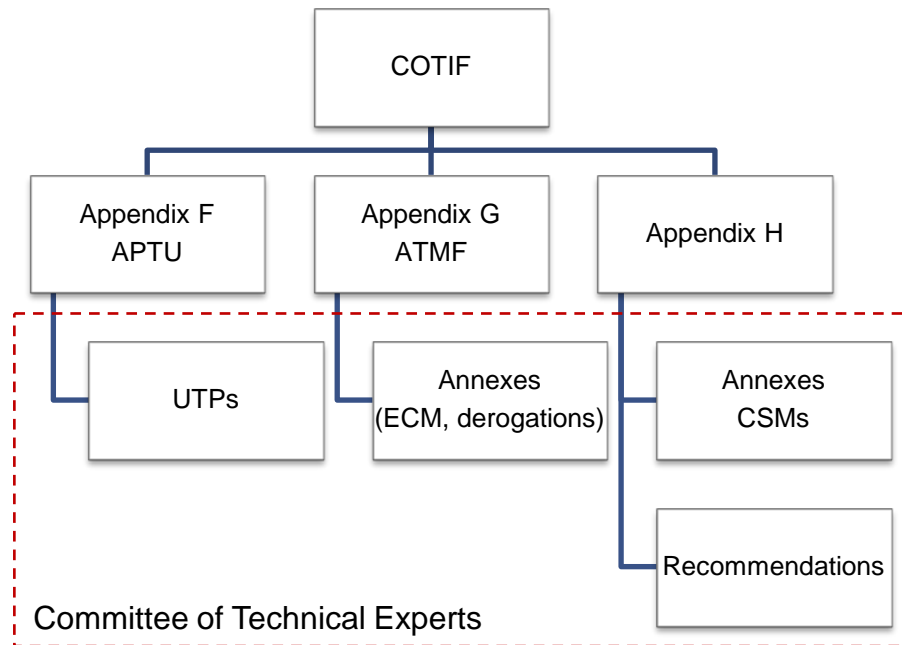 COTIF
Appendix F
APTU
Appendix G
ATMF
Appendix H
UTPs
Annexes
(ECM, derogations)
Annexes
CSMs
Recommendations
Committee of Technical Experts